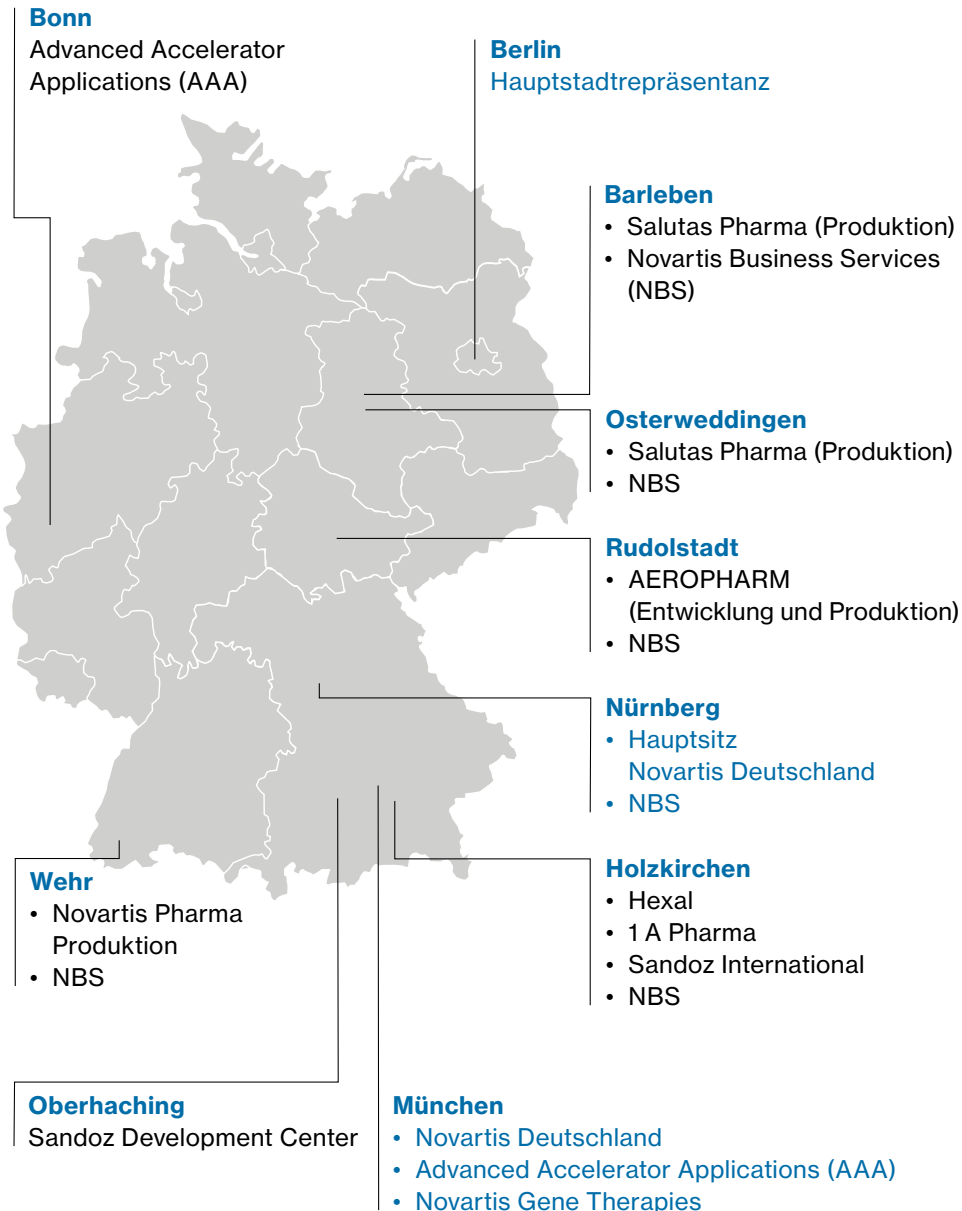 Bonn
Advanced Accelerator
Applications (AAA)
Berlin
Hauptstadtrepräsentanz
Barleben
• Salutas Pharma (Produktion)
• Novartis Business Services
(NBS)
Osterweddingen
• Salutas Pharma (Produktion)
• NBS
Rudolstadt
• AEROPHARM
(Entwicklung und Produktion)
• NBS
Nürnberg
• Hauptsitz
Novartis Deutschland
• NBS
Wehr
• Novartis Pharma
Produktion
• NBS
Holzkirchen
• Hexal
• 1 A Pharma
• Sandoz International
• NBS
Oberhaching
Sandoz Development Center
München
• Novartis Deutschland
• Advanced Accelerator Applications (AAA)
• Novartis Gene Therapies